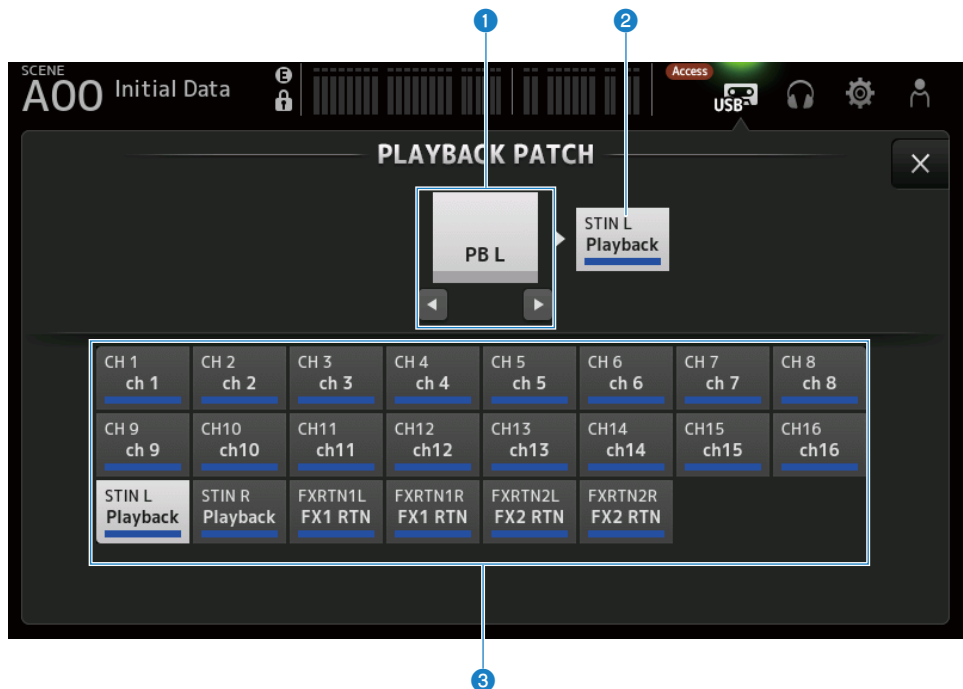 1 2
SCENE
A00 Initial Data
E
Access
USB
PLAYBACK PATCH
PB L
STIN L
Playback
CH 1 CH 2 CH 3 CH 4 CH 5 CH 6 CH 7 CH 8
ch 1 ch 2 ch 3 ch 4 ch 5 ch 6 ch 7 ch 8
CH 9 CH10 CH11 CH12 CH13 CH14 CH15 CH16
ch 9 ch10 ch11 ch12 ch13 ch14 ch15 ch16
STIN L STIN R FXRTN1L FXRTN1R FXRTN2L FXRTN2R
Playback Playback FX1 RTN FX1 RTN FX2 RTN FX2 RTN
3